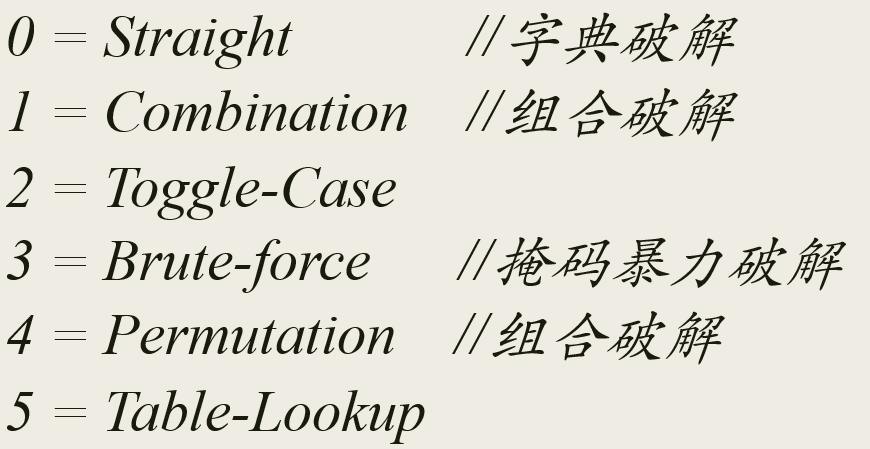 0 = Straight //字典破解
1 = Combination //组合破解
2 = Toggle-Case
3 = Brute-force //掩码暴力破解
4 = Permutation //组合破解
5 = Table-Lookup